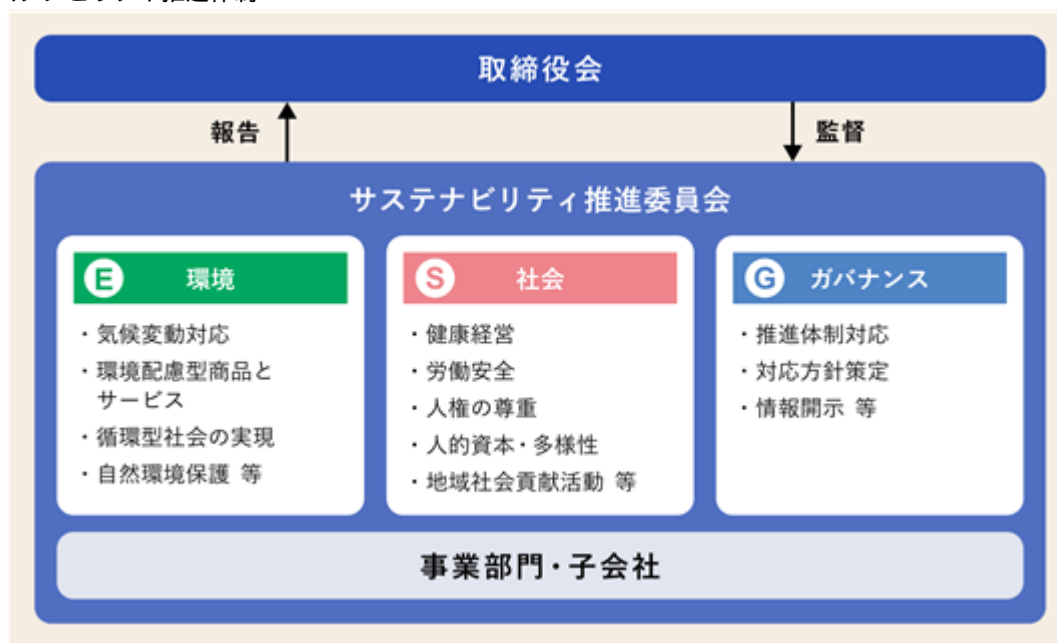 取締役会
報告
監督
サステナビリティ推進委員会
E 環境
・気候変動対応
・環境配慮型商品と
サービス
・循環型社会の実現
・自然環境保護 等
S 社会
・健康経営
・労働安全
・人権の尊重
・人的資本・多様性
・地域社会貢献活動 等
G ガバナンス
・推進体制対応
・対応方針策定
・情報開示 等
事業部門・子会社